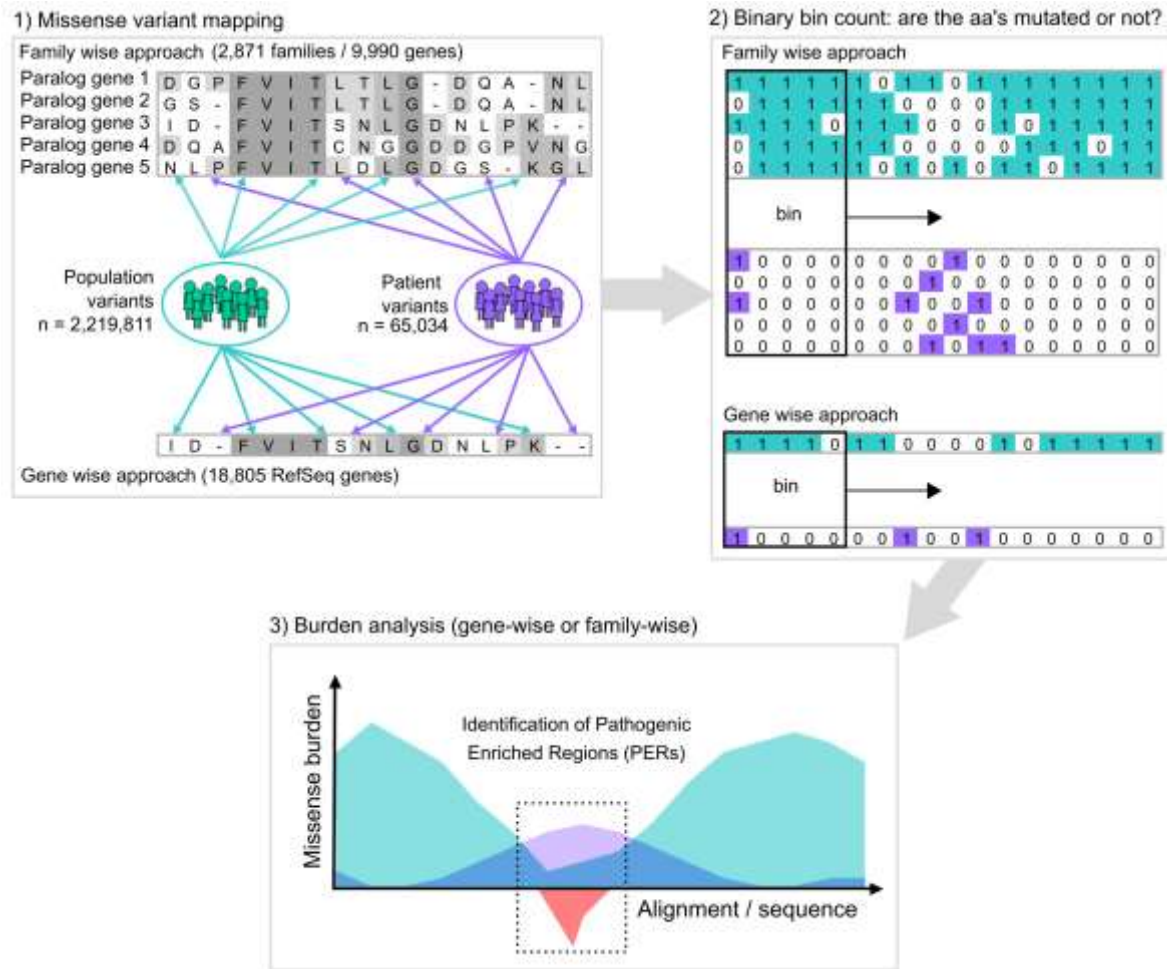 1) Missense variant mapping
Family wise approach (2,871 families / 9,990 genes)
Paralog gene 1 D G P F V I T L T L G - D Q A - N L
Paralog gene 2 G S - F V I T L T L G - D Q A - N L
Paralog gene 3 I D - F V I T S N L G D N L P K - -
Paralog gene 4 D Q A F V I T C N G G D D G P V N G
Paralog gene 5 N L P F V I T L D L G D G S - K G L
Population
variants
n = 2,219,811
Patient
variants
n = 65,034
I D - F V I T S N L G D N L P K - -
Gene wise approach (18,805 RefSeq genes)
2) Binary bin count: are the aa's mutated or not?
Family wise approach
1 1 1 1 1 1 0 1 1 0 1 1 1 1 1 1 1 1
0 1 1 1 1 1 1 0 0 0 0 1 1 1 1 1 1 1
1 1 1 1 0 1 1 1 0 0 0 1 0 1 1 1 1 1
0 1 1 1 1 1 1 0 0 0 0 0 1 1 1 0 1 1
0 1 1 1 1 1 0 1 0 1 0 1 1 0 1 1 1 1
bin
1 0 0 0 0 0 0 0 0 1 0 0 0 0 0 0 0 0
0 0 0 0 0 0 0 0 1 0 0 0 0 0 0 0 0 0
1 0 0 0 0 0 0 1 0 0 1 0 0 0 0 0 0 0
0 0 0 0 0 0 0 0 0 1 0 0 0 0 0 0 0 0
0 0 0 0 0 0 0 0 1 0 1 1 0 0 0 0 0 0
Gene wise approach
1 1 1 1 0 1 1 0 0 0 0 1 0 1 1 1 1 1
bin
1 0 0 0 0 0 0 1 0 0 1 0 0 0 0 0 0 0
3) Burden analysis (gene-wise or family-wise)
Missense burden
Identification of Pathogenic
Enriched Regions (PERs)
Alignment / sequence